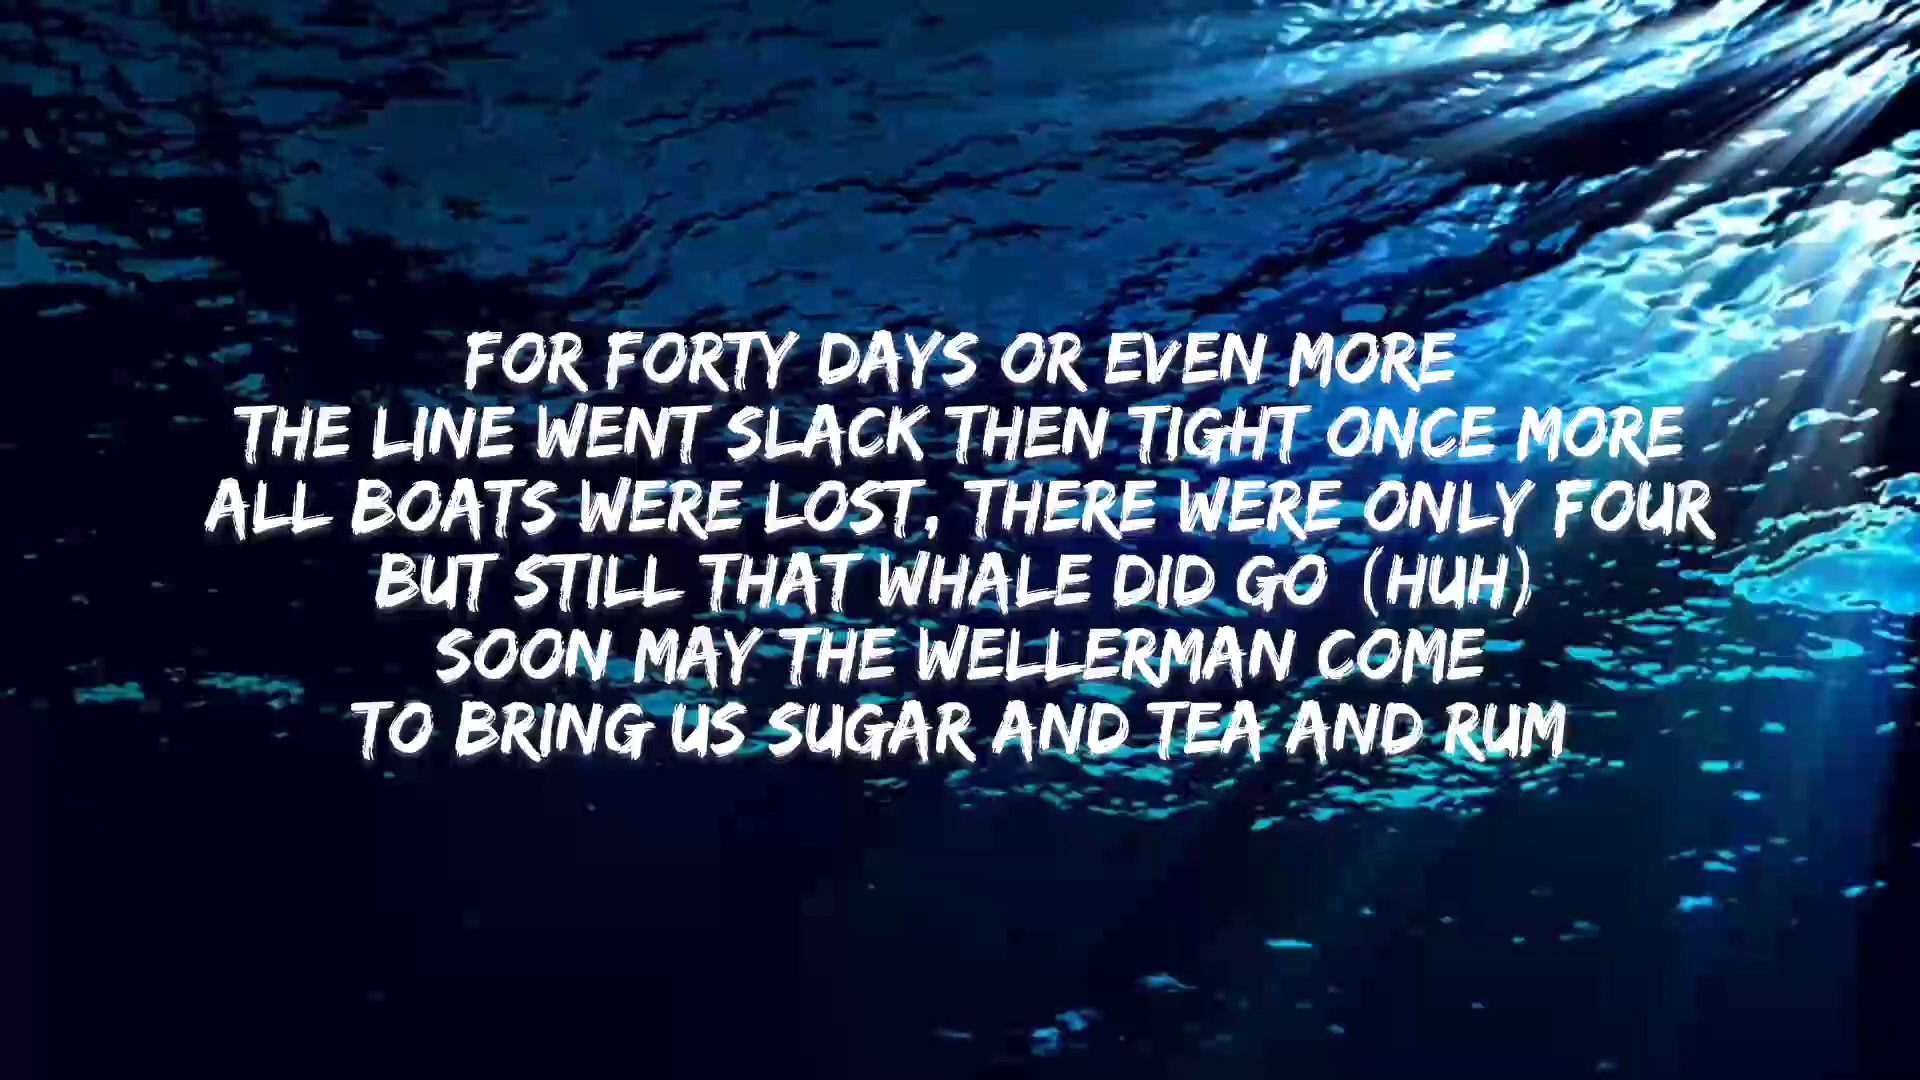 FOR FORTY DAYS OR EVEN MORE
THE LINE WENT SLACK THEN TIGHT ONCE MORE
ALL BOATS WERE LOST, THERE WERE ONLY FOUR
BUT STILL THAT WHALE DID GO (HUH)
SOON MAY THE WELLERMAN COME
TO BRING US SUGAR AND TEA AND RUM